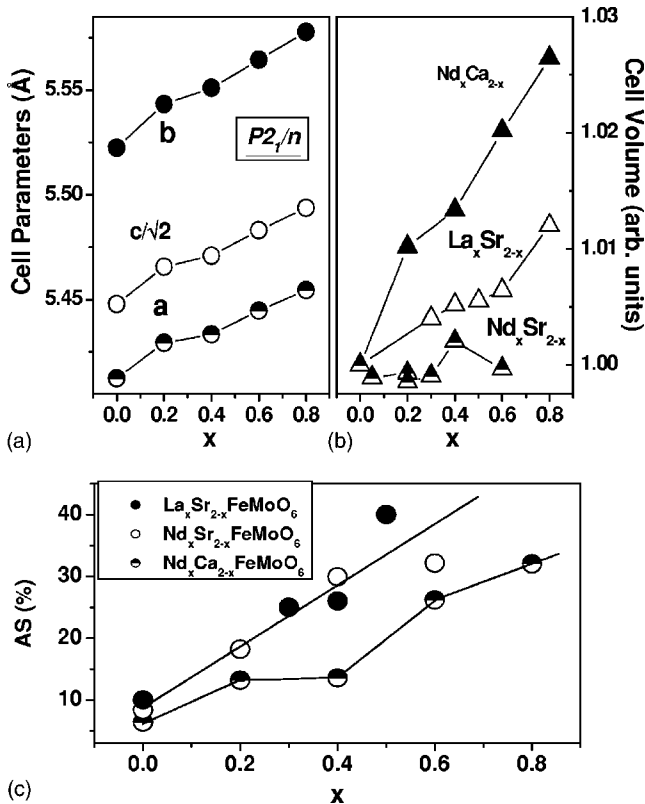 5.55
5.50
5.45
Cell Parameters (Å)
b
P2₁/n
c/√2
a
0.0 0.2 0.4 0.6 0.8
x
(a)
1.03
1.02
1.01
1.00
Cell Volume (arb. units)
NdₓCa₂₋ₓ
LaₓSr₂₋ₓ
NdₓSr₂₋ₓ
0.0 0.2 0.4 0.6 0.8
x
(b)
LaₓSr₂₋ₓFeMoO₆
NdₓSr₂₋ₓFeMoO₆
NdₓCa₂₋ₓFeMoO₆
40
30
20
10
AS (%)
0.0 0.2 0.4 0.6 0.8
x
(c)